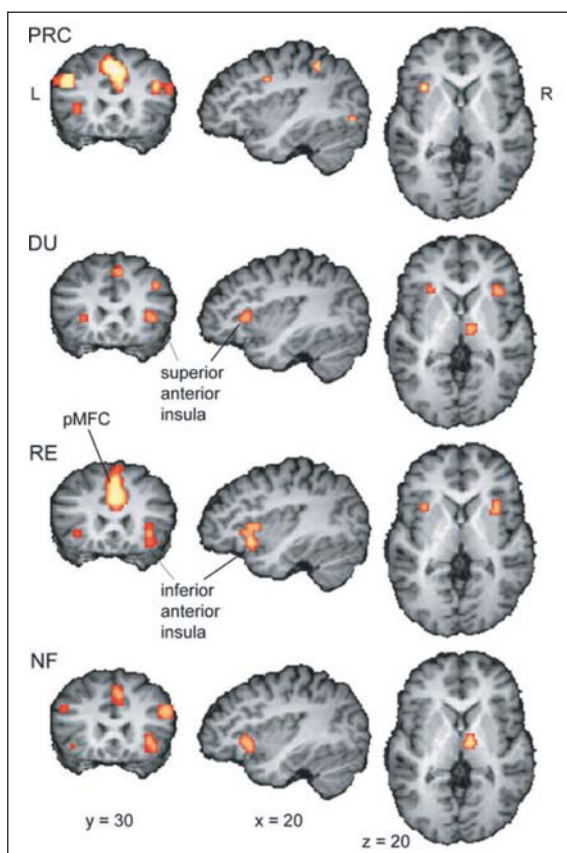 PRC
L
R
DU
superior
anterior
insula
pMFC
RE
inferior
anterior
insula
NF
y = 30
x = 20
z = 20